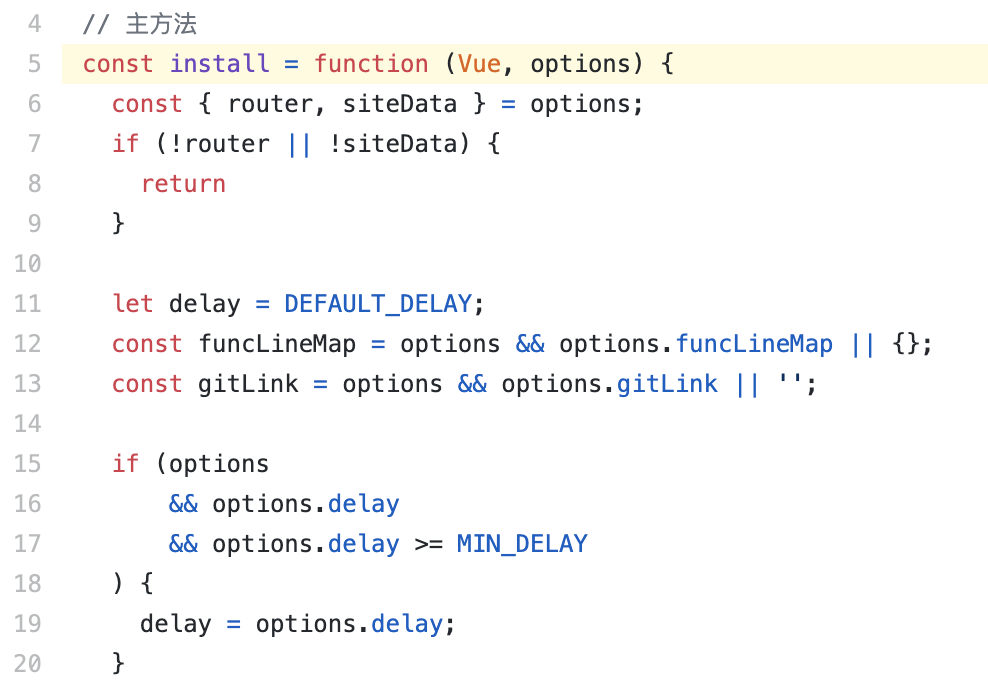 4 // 主方法
5 const install = function (Vue, options) {
6 const { router, siteData } = options;
7 if (!router || !siteData) {
8 return
9 }
10
11 let delay = DEFAULT_DELAY;
12 const funcLineMap = options && options.funcLineMap || {};
13 const gitLink = options && options.gitLink || '';
14
15 if (options
16 && options.delay
17 && options.delay >= MIN_DELAY
18 ) {
19 delay = options.delay;
20 }